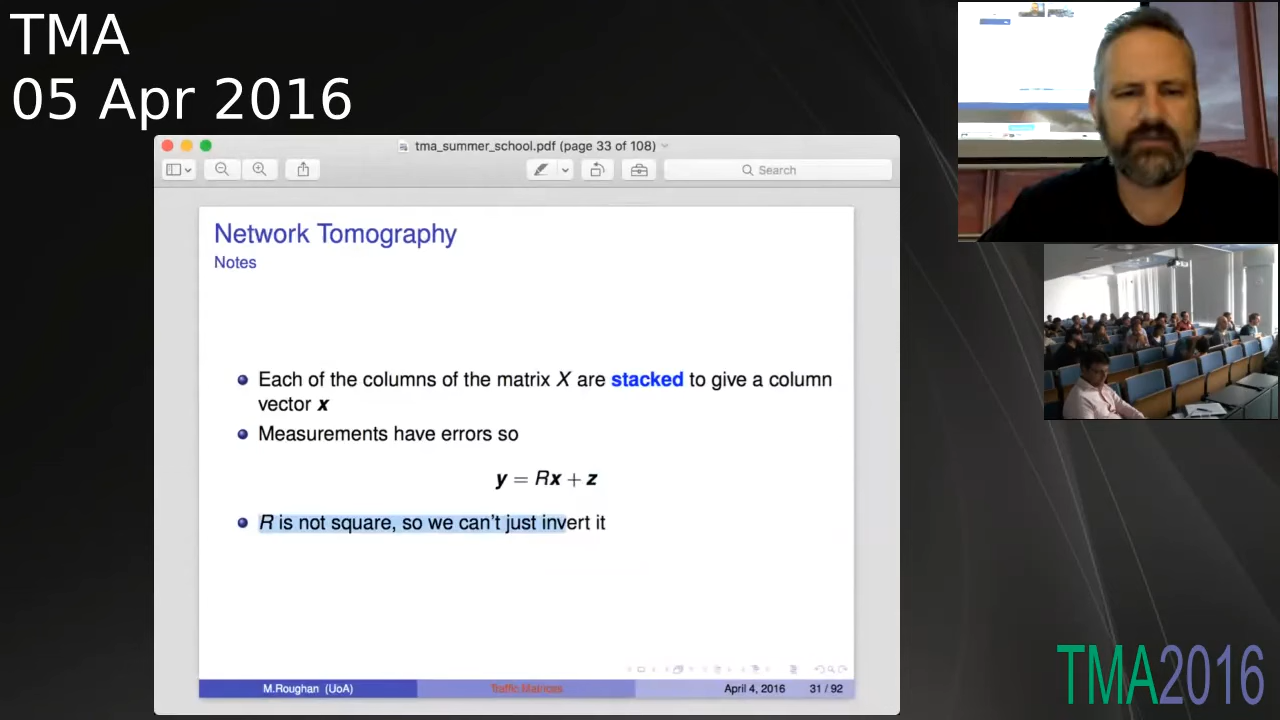 TMA
05 Apr 2016
tma_summer_school.pdf (page 33 of 108)
Search
Network Tomography
Notes
Each of the columns of the matrix X are stacked to give a column
vector x
Measurements have errors so
y = Rx + z
R is not square, so we can't just invert it
M.Roughan (UoA)
Traffic Matrices
April 4, 2016
31 / 92
TMA2016